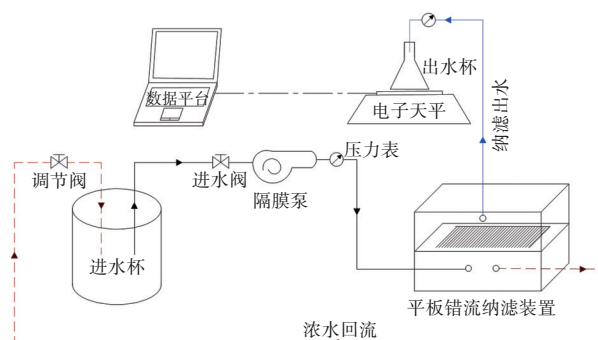 数据平台
出水杯
电子天平
纳滤出水
调节阀
进水阀
隔膜泵
压力表
进水杯
平板错流纳滤装置
浓水回流